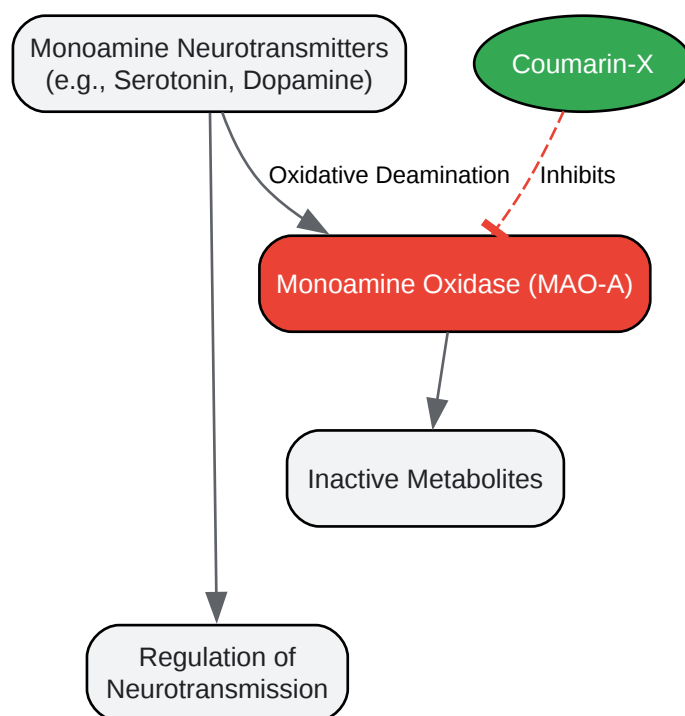 Monoamine Neurotransmitters
(e.g., Serotonin, Dopamine)
Coumarin-X
Oxidative Deamination
Inhibits
Monoamine Oxidase (MAO-A)
Inactive Metabolites
Regulation of
Neurotransmission